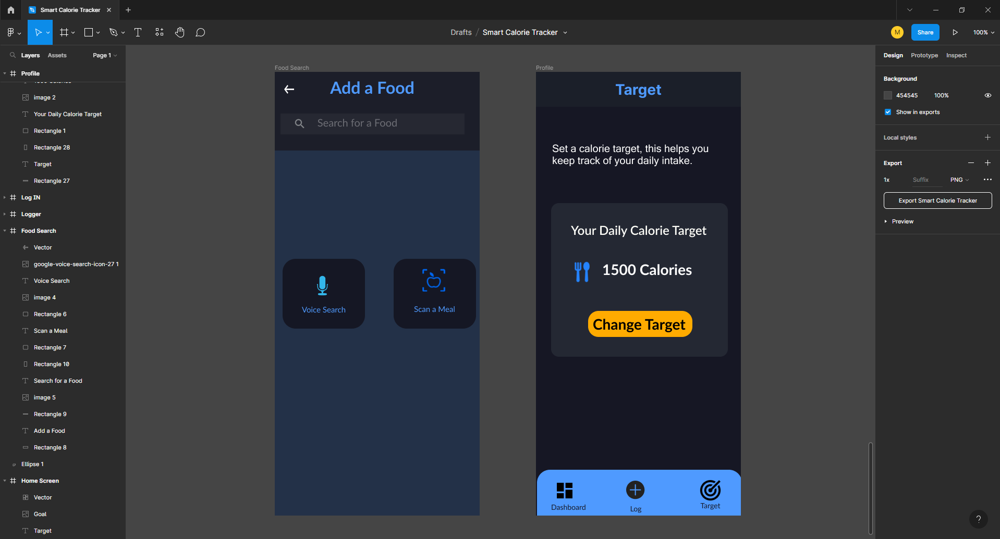 Smart Calorie Tracker
Drafts / Smart Calorie Tracker
M
Share
100%
Layers
Assets
Page 1
Profile
image 2
Your Daily Calorie Target
Rectangle 1
Rectangle 28
Target
Rectangle 27
Log IN
Logger
Food Search
Vector
google-voice-search-icon-27 1
Voice Search
image 4
Rectangle 6
Scan a Meal
Rectangle 7
Rectangle 10
Search for a Food
image 5
Rectangle 9
Add a Food
Rectangle 8
Ellipse 1
Home Screen
Vector
Goal
Target
Food Search
Add a Food
Search for a Food
Voice Search
Scan a Meal
Profile
Target
Set a calorie target, this helps you
keep track of your daily intake.
Your Daily Calorie Target
1500 Calories
Change Target
Dashboard
Log
Target
Design
Prototype
Inspect
Background
454545
100%
Show in exports
Local styles
Export
1x
Suffix
PNG
Export Smart Calorie Tracker
Preview
?